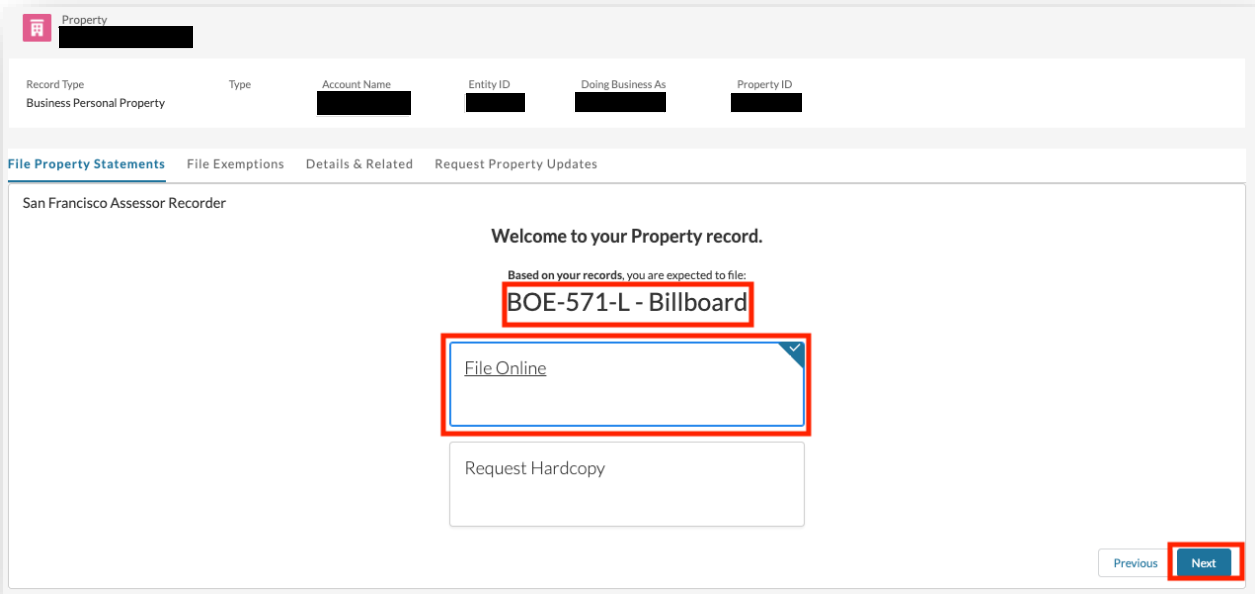 Property
Record Type Type Account Name Entity ID Doing Business As Property ID
Business Personal Property
File Property Statements File Exemptions Details & Related Request Property Updates
San Francisco Assessor Recorder
Welcome to your Property record.
Based on your records, you are expected to file:
BOE-571-L - Billboard
File Online
Request Hardcopy
Previous Next